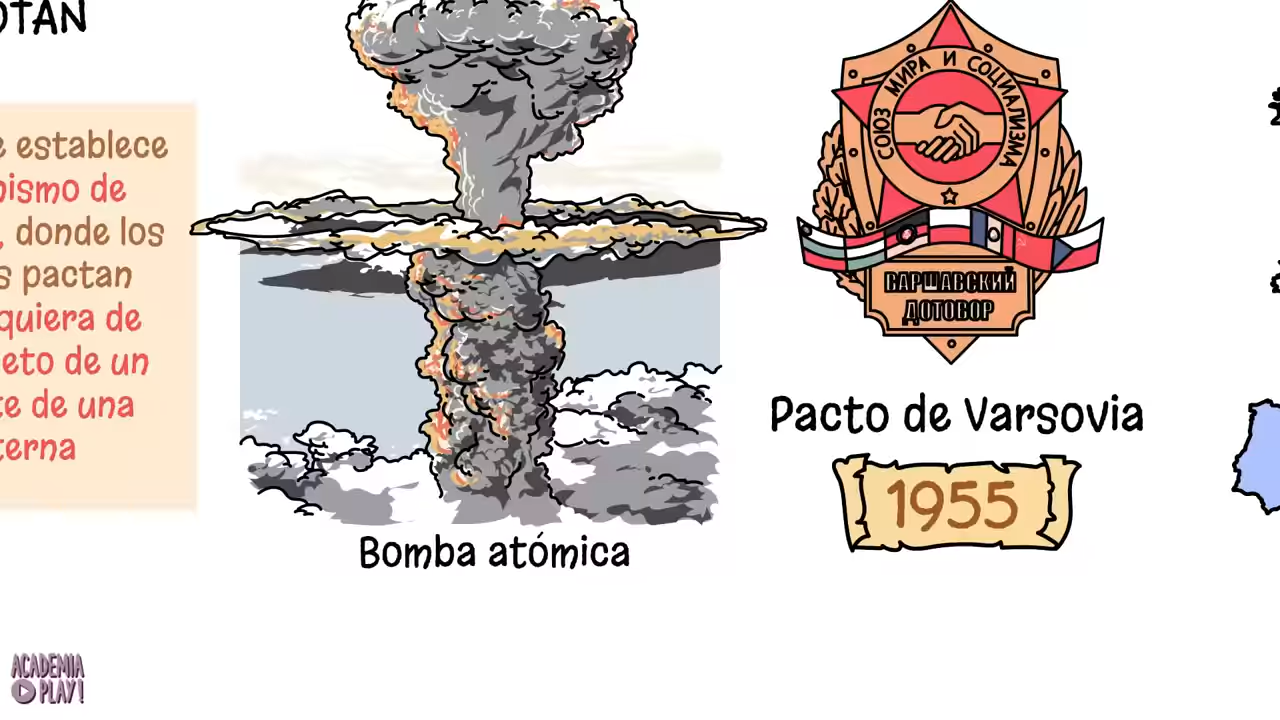 OTAN
e establece
nismo de
, donde los
s pactan
quiera de
eto de un
te de una
terna
Bomba atómica
СОЮЗ МИРА И СОЦИАЛИЗМА
ВАРШАВСКИЙ
ДОГОВОР
Pacto de Varsovia
1955
ACADEMIA
PLAY!